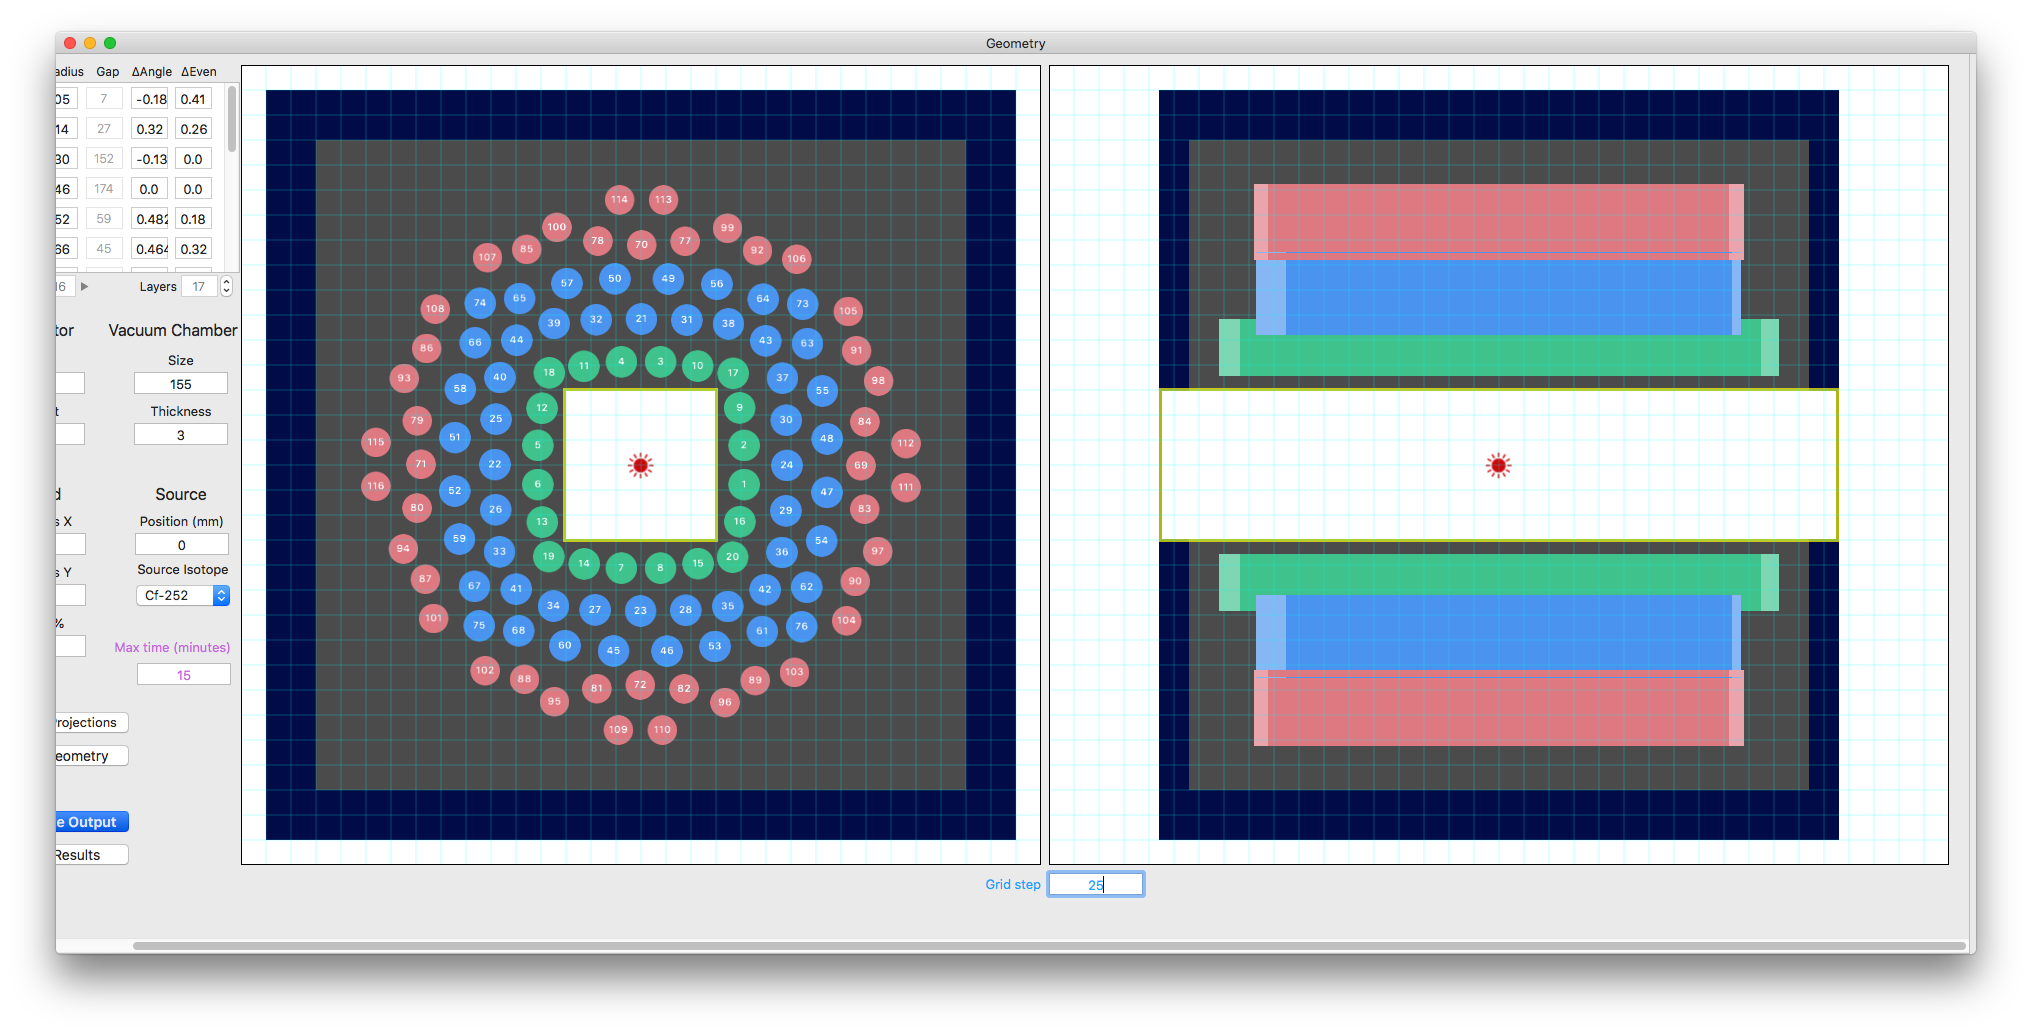 Geometry
adius Gap ΔAngle ΔEven
05 7 -0.18 0.41
14 27 0.32 0.26
30 152 -0.13 0.0
46 174 0.0 0.0
52 59 0.482 0.18
66 45 0.464 0.32
16 Layers 17
tor Vacuum Chamber
Size
155
t Thickness
3
d Source
s X Position (mm)
0
s Y Source Isotope
Cf-252
% Max time (minutes)
15
rojections
eometry
e Output
Results
114 113
100 99
78 70 77
107 85 92 106
57 50 49 56
108 74 65 64 73 105
39 32 21 31 38
86 66 44 43 63 91
18 11 4 3 10 17
93 58 40 37 55 98
12 9
79 25 30 84
115 51 5 2 48 112
71 22 24 69
116 52 6 1 47 111
80 26 29 83
13 16
94 59 33 36 54 97
19 14 7 8 15 20
87 67 41 42 62 90
34 27 23 28 35
101 75 68 61 76 104
60 45 46 53
102 88 81 72 82 89 103
95 96
109 110
Grid step 25